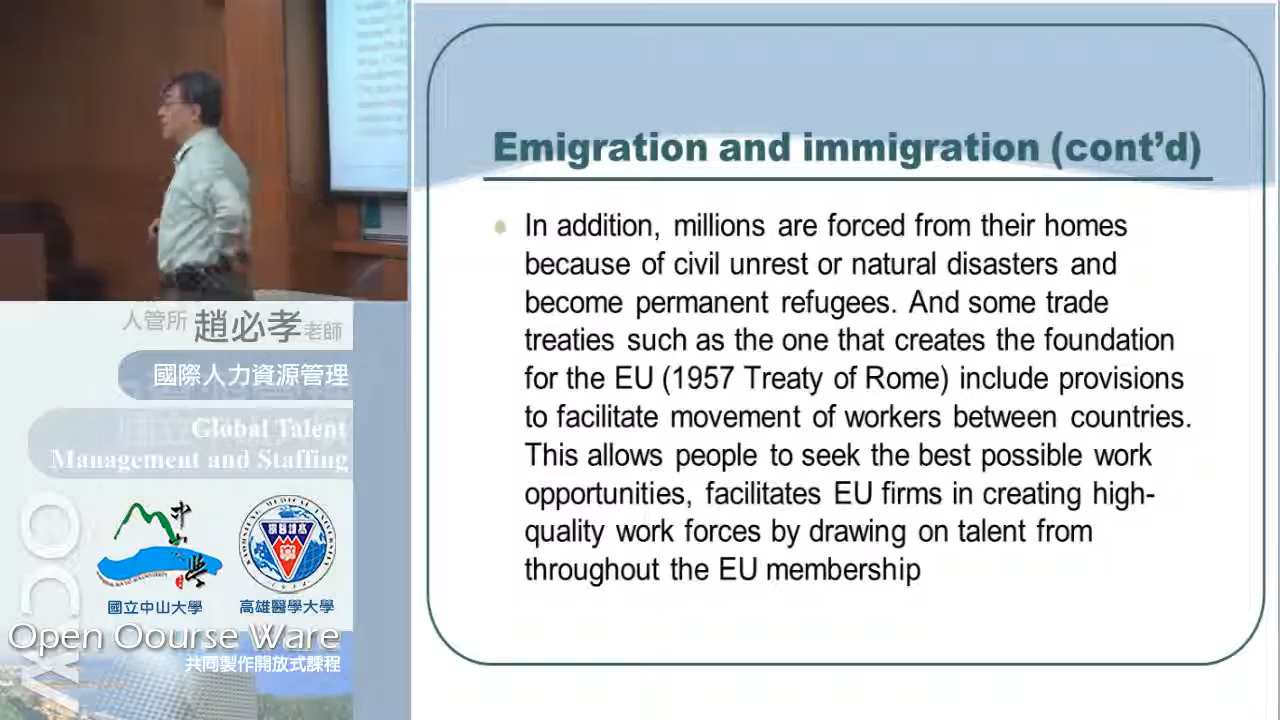 Emigration and immigration (cont'd)
In addition, millions are forced from their homes
because of civil unrest or natural disasters and
become permanent refugees. And some trade
treaties such as the one that creates the foundation
for the EU (1957 Treaty of Rome) include provisions
to facilitate movement of workers between countries.
This allows people to seek the best possible work
opportunities, facilitates EU firms in creating high-
quality work forces by drawing on talent from
throughout the EU membership
人管所 趙必孝老師
國際人力資源管理
Global Talent
Management and Staffing
國立中山大學
高雄醫學大學
Open Oourse Ware
共同製作開放式課程
OCW